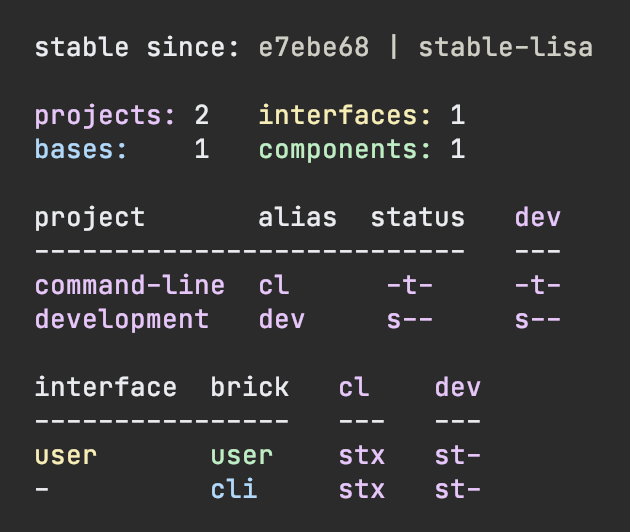 stable since: e7ebe68 | stable-lisa
projects: 2   interfaces: 1
bases:    1   components: 1
project       alias  status   dev
---------------------------   ---
command-line  cl      -t-     -t-
development   dev     s--     s--
interface  brick   cl    dev
----------------   ---   ---
user       user    stx   st-
-          cli     stx   st-